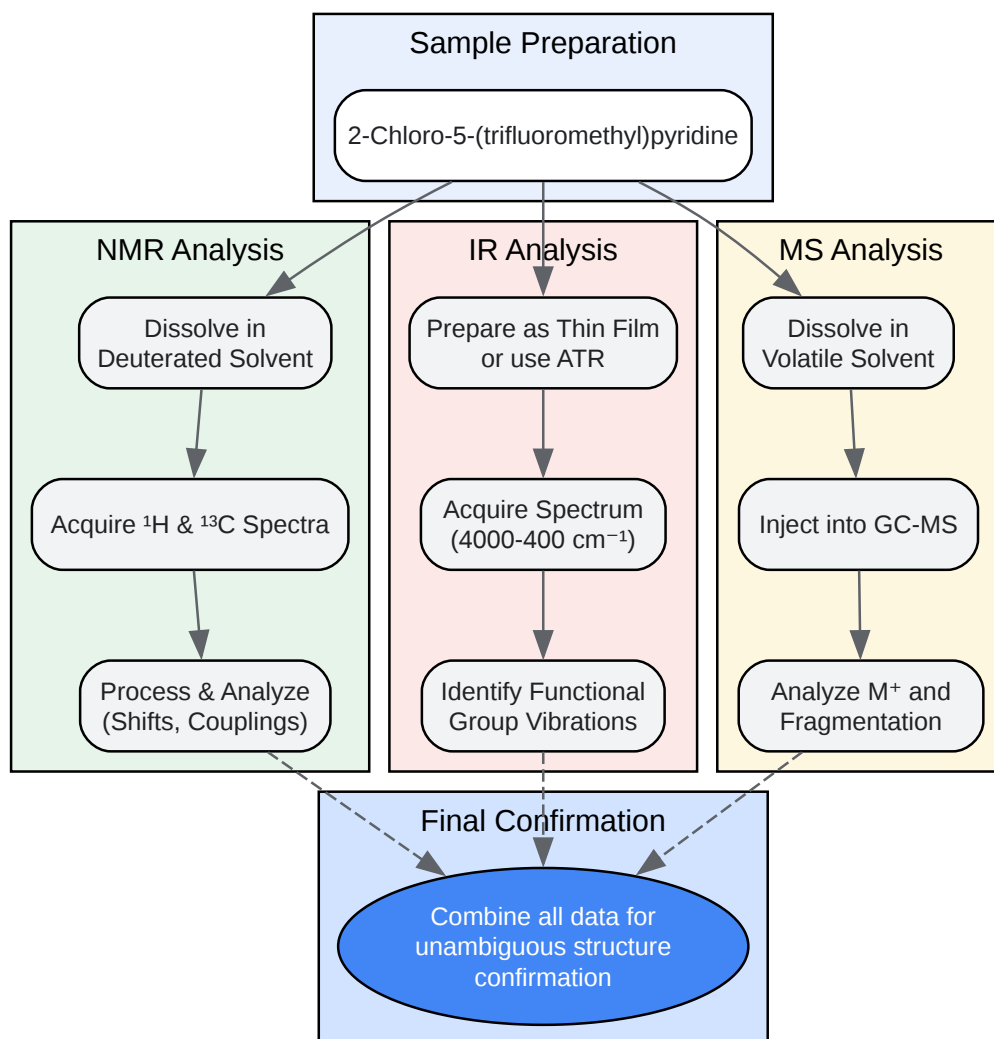 Sample Preparation
2-Chloro-5-(trifluoromethyl)pyridine
NMR Analysis
Dissolve in
Deuterated Solvent
Acquire ¹H & ¹³C Spectra
Process & Analyze
(Shifts, Couplings)
IR Analysis
Prepare as Thin Film
or use ATR
Acquire Spectrum
(4000-400 cm⁻¹)
Identify Functional
Group Vibrations
MS Analysis
Dissolve in
Volatile Solvent
Inject into GC-MS
Analyze M⁺ and
Fragmentation
Final Confirmation
Combine all data for
unambiguous structure
confirmation